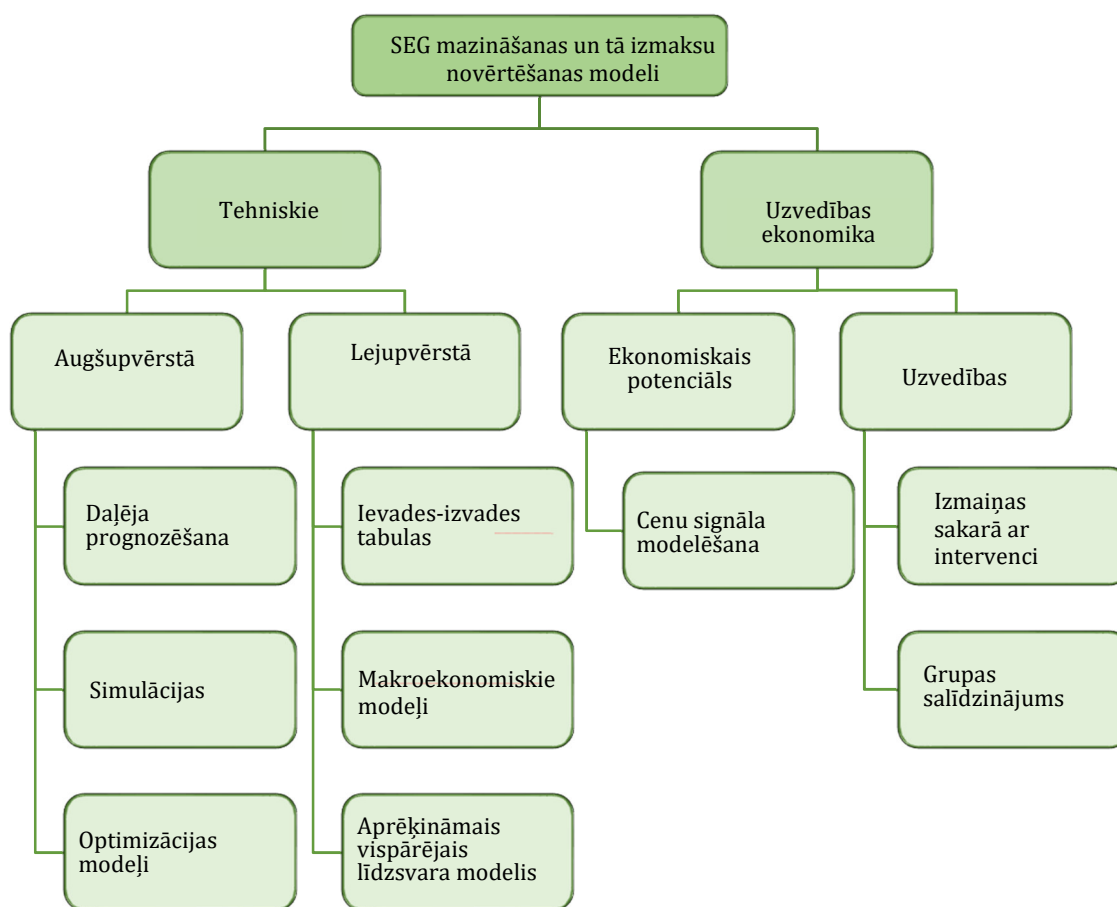 SEG mazināšanas un tā izmaksu
novērtēšanas modeli
Tehniskie
Uzvedības
ekonomika
Augšupvērstā
Lejupvērstā
Ekonomiskais
potenciāls
Uzvedības
Daļēja
prognozēšana
Ievades-izvades
tabulas
Cenu signāla
modelēšana
Izmaiņas
sakarā ar
intervenci
Simulācijas
Makroekonomiskie
modeļi
Grupas
salīdzinājums
Optimizācijas
modeļi
Aprēķināmais
vispārējais
līdzsvara modelis